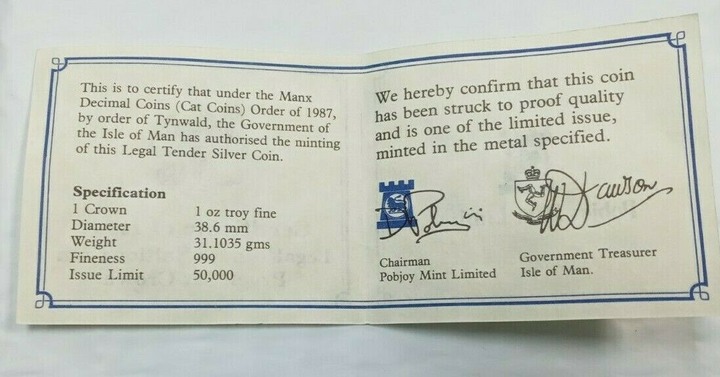 This is to certify that under the Manx
Decimal Coins (Cat Coins) Order of 1987,
by order of Tynwald, the Government of
the Isle of Man has authorised the minting
of this Legal Tender Silver Coin.
Specification
1 Crown 1 oz troy fine
Diameter 38.6 mm
Weight 31.1035 gms
Fineness 999
Issue Limit 50,000
We hereby confirm that this coin
has been struck to proof quality
and is one of the limited issue,
minted in the metal specified.
Chairman
Pobjoy Mint Limited
Dawson
Government Treasurer
Isle of Man.